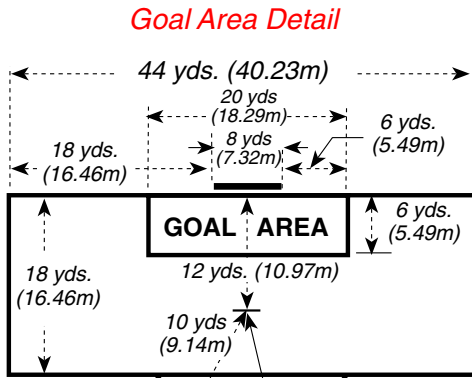 Goal Area Detail
44 yds. (40.23m)
20 yds
(18.29m)
8 yds
(7.32m)
6 yds.
(5.49m)
18 yds.
(16.46m)
GOAL AREA
6 yds.
(5.49m)
18 yds.
(16.46m)
12 yds. (10.97m)
10 yds
(9.14m)